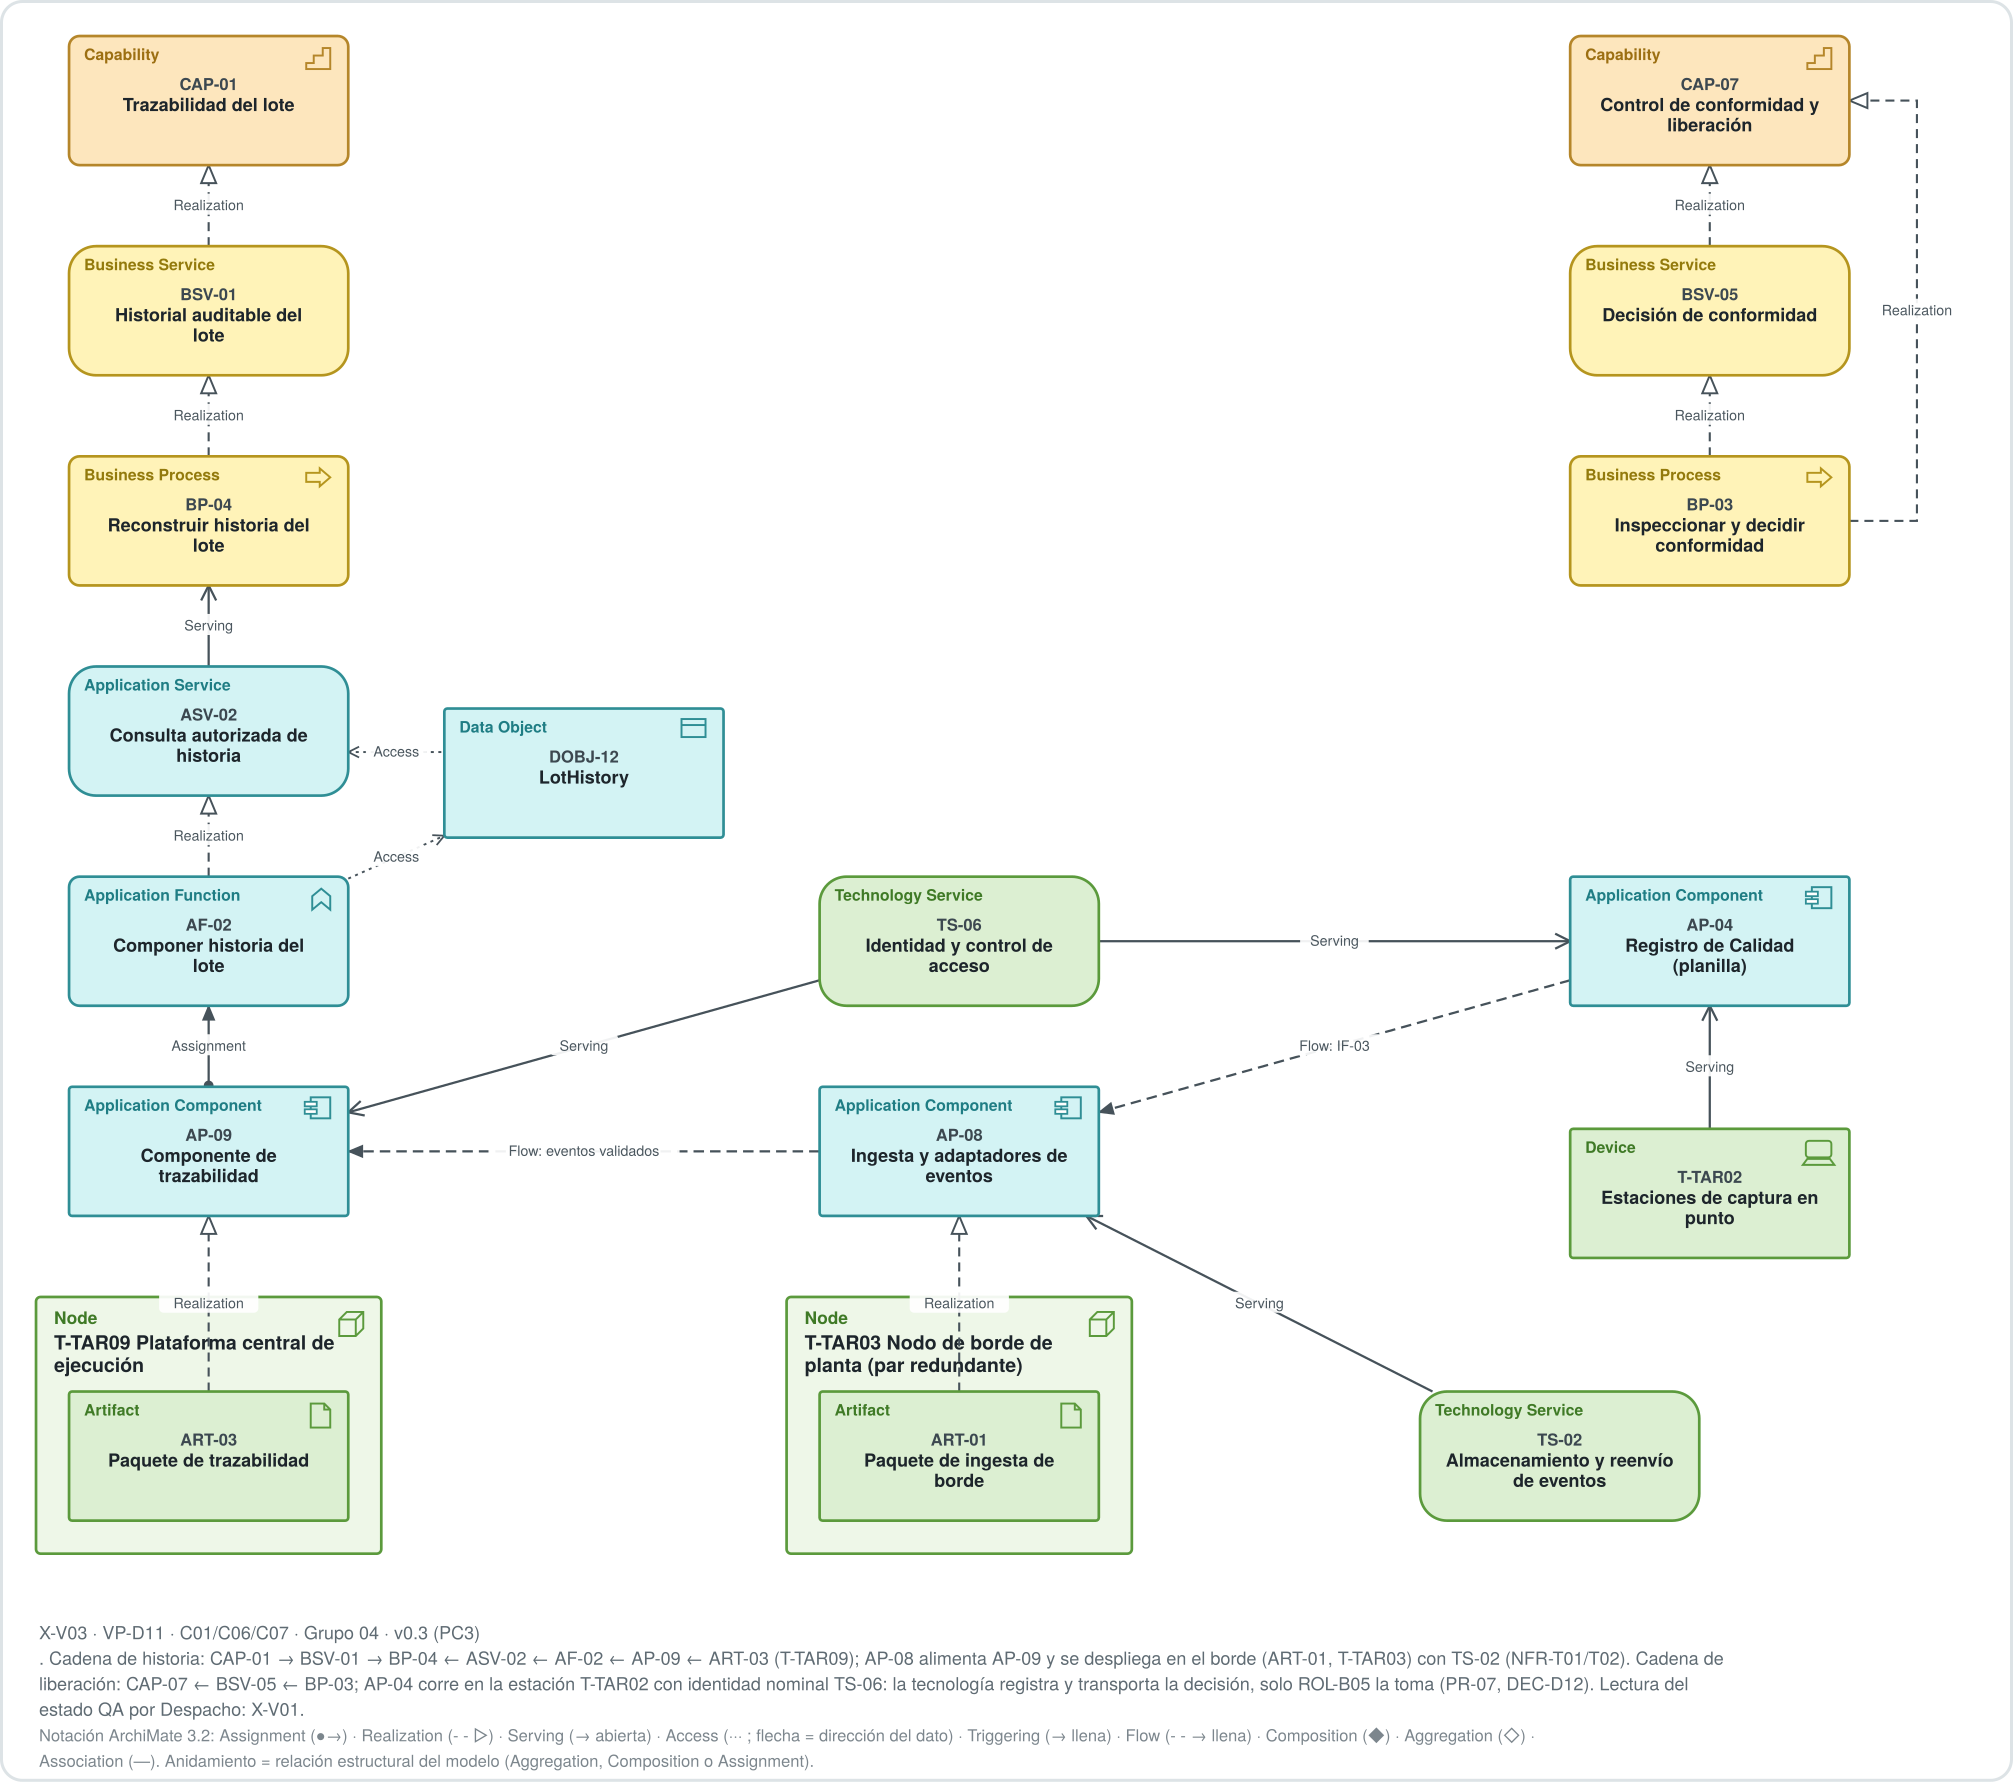 Capability
CAP-01
Trazabilidad del lote
Capability
CAP-07
Control de conformidad y
liberación
Realization
Realization
Business Service
BSV-01
Historial auditable del
lote
Business Service
BSV-05
Decisión de conformidad
Realization
Realization
Realization
Business Process
BP-04
Reconstruir historia del
lote
Business Process
BP-03
Inspeccionar y decidir
conformidad
Serving
Application Service
ASV-02
Consulta autorizada de
historia
Access
Data Object
DOBJ-12
LotHistory
Realization
Access
Application Function
AF-02
Componer historia del
lote
Technology Service
TS-06
Identidad y control de
acceso
Serving
Application Component
AP-04
Registro de Calidad
(planilla)
Assignment
Serving
Flow: IF-03
Serving
Application Component
AP-09
Componente de
trazabilidad
Flow: eventos validados
Application Component
AP-08
Ingesta y adaptadores de
eventos
Device
T-TAR02
Estaciones de captura en
punto
Realization
Realization
Serving
Node
T-TAR09 Plataforma central de
ejecución
Node
T-TAR03 Nodo de borde de
planta (par redundante)
Artifact
ART-03
Paquete de trazabilidad
Artifact
ART-01
Paquete de ingesta de
borde
Technology Service
TS-02
Almacenamiento y reenvío
de eventos
X-V03 · VP-D11 · C01/C06/C07 · Grupo 04 · v0.3 (PC3)
. Cadena de historia: CAP-01 → BSV-01 → BP-04 ← ASV-02 ← AF-02 ← AP-09 ← ART-03 (T-TAR09); AP-08 alimenta AP-09 y se despliega en el borde (ART-01, T-TAR03) con TS-02 (NFR-T01/T02). Cadena de
liberación: CAP-07 ← BSV-05 ← BP-03; AP-04 corre en la estación T-TAR02 con identidad nominal TS-06: la tecnología registra y transporta la decisión, solo ROL-B05 la toma (PR-07, DEC-D12). Lectura del
estado QA por Despacho: X-V01.
Notación ArchiMate 3.2: Assignment (●→) · Realization (- - ▷) · Serving (→ abierta) · Access (··· ; flecha = dirección del dato) · Triggering (→ llena) · Flow (- - → llena) · Composition (◆) · Aggregation (◇) ·
Association (—). Anidamiento = relación estructural del modelo (Aggregation, Composition o Assignment).